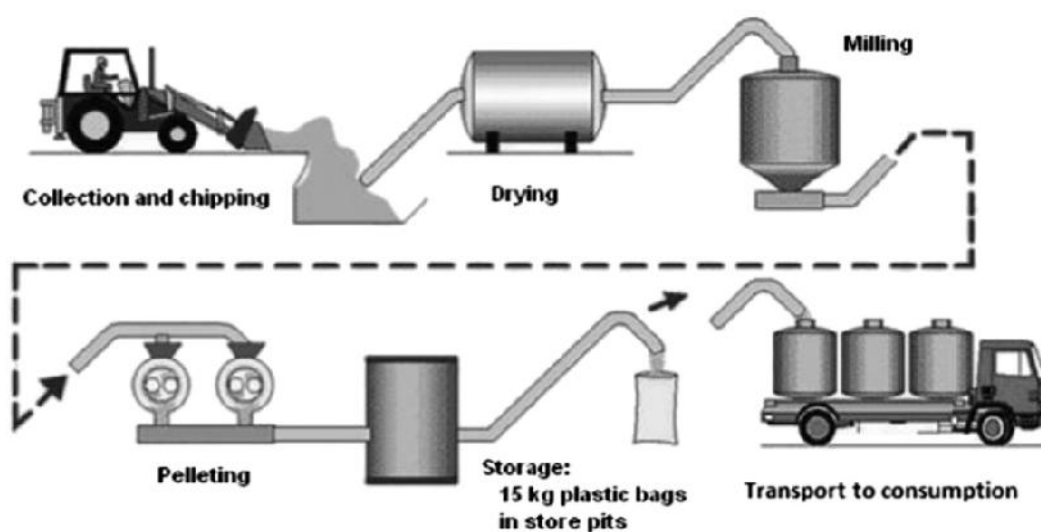 Milling
Collection and chipping
Drying
Pelleting
Storage:
15 kg plastic bags
in store pits
Transport to consumption